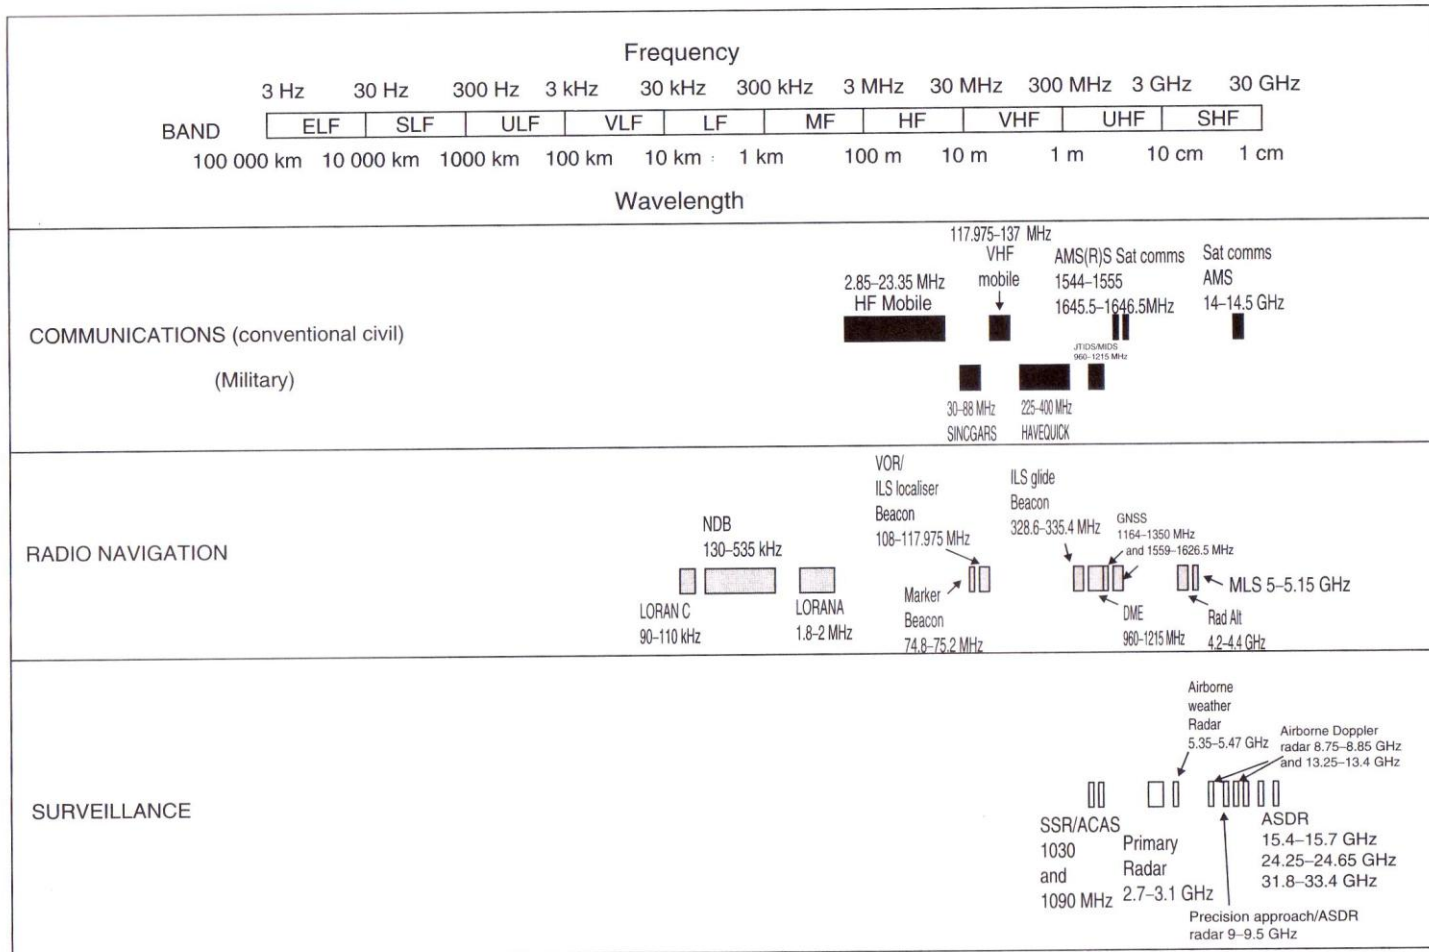 Frequency
3 Hz 30 Hz 300 Hz 3 kHz 30 kHz 300 kHz 3 MHz 30 MHz 300 MHz 3 GHz 30 GHz
BAND ELF SLF ULF VLF LF MF HF VHF UHF SHF
100 000 km 10 000 km 1000 km 100 km 10 km 1 km 100 m 10 m 1 m 10 cm 1 cm
Wavelength
COMMUNICATIONS (conventional civil)
(Military)
2.85–23.35 MHz
HF Mobile
117.975–137 MHz
VHF
mobile
AMS(R)S Sat comms
1544–1555
1645.5–1646.5MHz
Sat comms
AMS
14–14.5 GHz
JTIDS/MIDS
960–1215 MHz
30–88 MHz
SINCGARS
225-400 MHz
HAVEQUICK
RADIO NAVIGATION
LORAN C
90–110 kHz
NDB
130–535 kHz
LORANA
1.8–2 MHz
VOR/
ILS localiser
Beacon
108–117.975 MHz
Marker
Beacon
74.8–75.2 MHz
ILS glide
Beacon
328.6–335.4 MHz
GNSS
1164–1350 MHz
and 1559–1626.5 MHz
DME
960-1215 MHz
MLS 5–5.15 GHz
Rad Alt
4.2–4.4 GHz
SURVEILLANCE
SSR/ACAS
1030
and
1090 MHz
Primary
Radar
2.7–3.1 GHz
Airborne
weather
Radar
5.35–5.47 GHz
Airborne Doppler
radar 8.75–8.85 GHz
and 13.25–13.4 GHz
ASDR
15.4–15.7 GHz
24.25–24.65 GHz
31.8–33.4 GHz
Precision approach/ASDR
radar 9–9.5 GHz